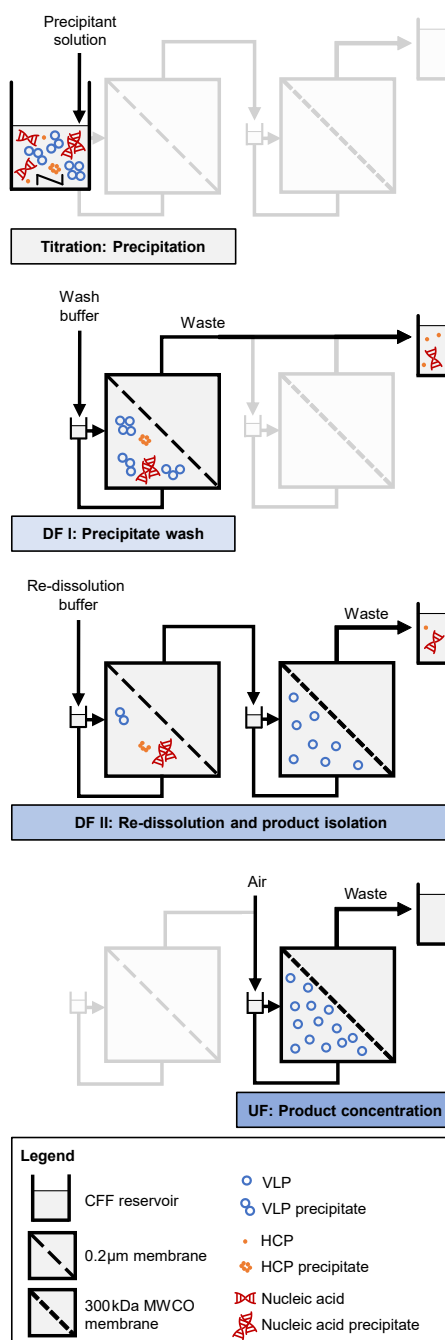 Precipitant
solution
Titration: Precipitation
Wash
buffer
Waste
DF I: Precipitate wash
Re-dissolution
buffer
Waste
DF II: Re-dissolution and product isolation
Air
Waste
UF: Product concentration
Legend
CFF reservoir
0.2µm membrane
300kDa MWCO
membrane
VLP
VLP precipitate
HCP
HCP precipitate
Nucleic acid
Nucleic acid precipitate